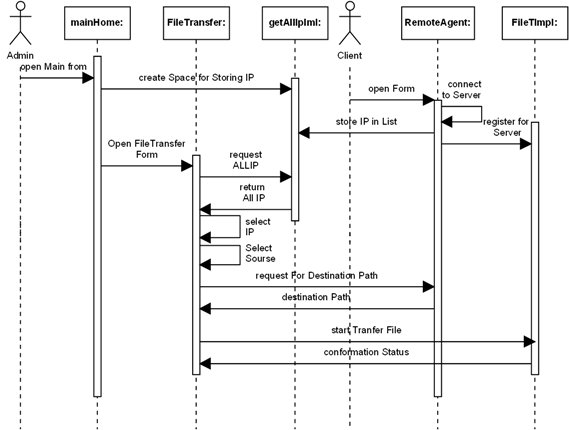 mainHome:
FileTransfer:
getAllIpIml:
RemoteAgent:
FileTImpl:
Admin
Client
open Main from
create Space for Storing IP
open Form
connect
to Server
store IP in List
register for
Server
Open FileTransfer
Form
request
ALLIP
return
All IP
select
IP
Select
Sourse
request For Destination Path
destination Path
start Tranfer File
conformation Status